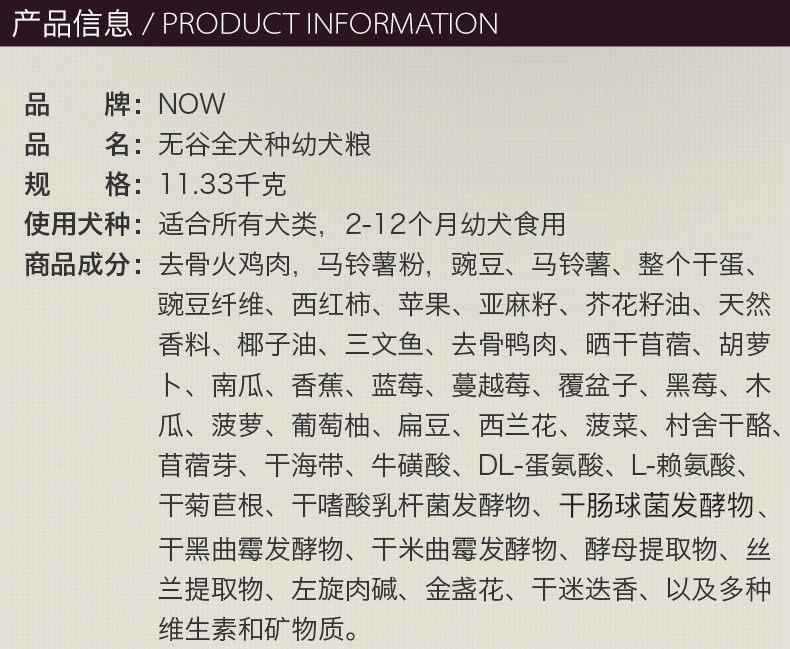 产品信息 / PRODUCT INFORMATION
品 牌：NOW
品 名：无谷全犬种幼犬粮
规 格：11.33千克
使用犬种：适合所有犬类，2-12个月幼犬食用
商品成分：去骨火鸡肉，马铃薯粉，豌豆、马铃薯、整个干蛋、
豌豆纤维、西红柿、苹果、亚麻籽、芥花籽油、天然
香料、椰子油、三文鱼、去骨鸭肉、晒干苜蓿、胡萝
卜、南瓜、香蕉、蓝莓、蔓越莓、覆盆子、黑莓、木
瓜、菠萝、葡萄柚、扁豆、西兰花、菠菜、村舍干酪、
苜蓿芽、干海带、牛磺酸、DL-蛋氨酸、L-赖氨酸、
干菊苣根、干嗜酸乳杆菌发酵物、干肠球菌发酵物、
干黑曲霉发酵物、干米曲霉发酵物、酵母提取物、丝
兰提取物、左旋肉碱、金盏花、干迷迭香、以及多种
维生素和矿物质。